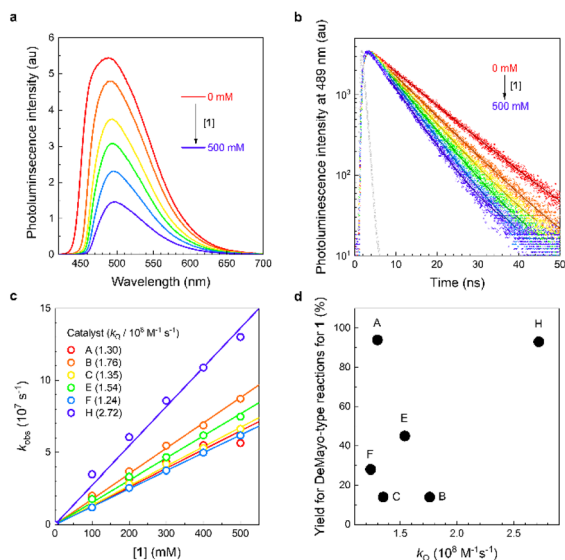 a
Photoluminsecence intensity (au)
6
5
4
3
2
1
0
0 mM
[1]
500 mM
450
500
550
600
650
700
Wavelength (nm)
b
Photoluminescence intensity at 489 nm (au)
10³
10²
10¹
0 mM
[1]
500 mM
0
10
20
30
40
50
Time (ns)
c
k_obs (10⁷ s⁻¹)
15
10
5
0
Catalyst (k_Q / 10⁸ M⁻¹ s⁻¹)
A (1.30)
B (1.76)
C (1.35)
E (1.54)
F (1.24)
H (2.72)
0
100
200
300
400
500
[1] (mM)
d
Yield for DeMayo-type reactions for 1 (%)
100
80
60
40
20
0
A
H
E
F
C
B
1.5
2.0
2.5
k_Q (10⁸ M⁻¹s⁻¹)